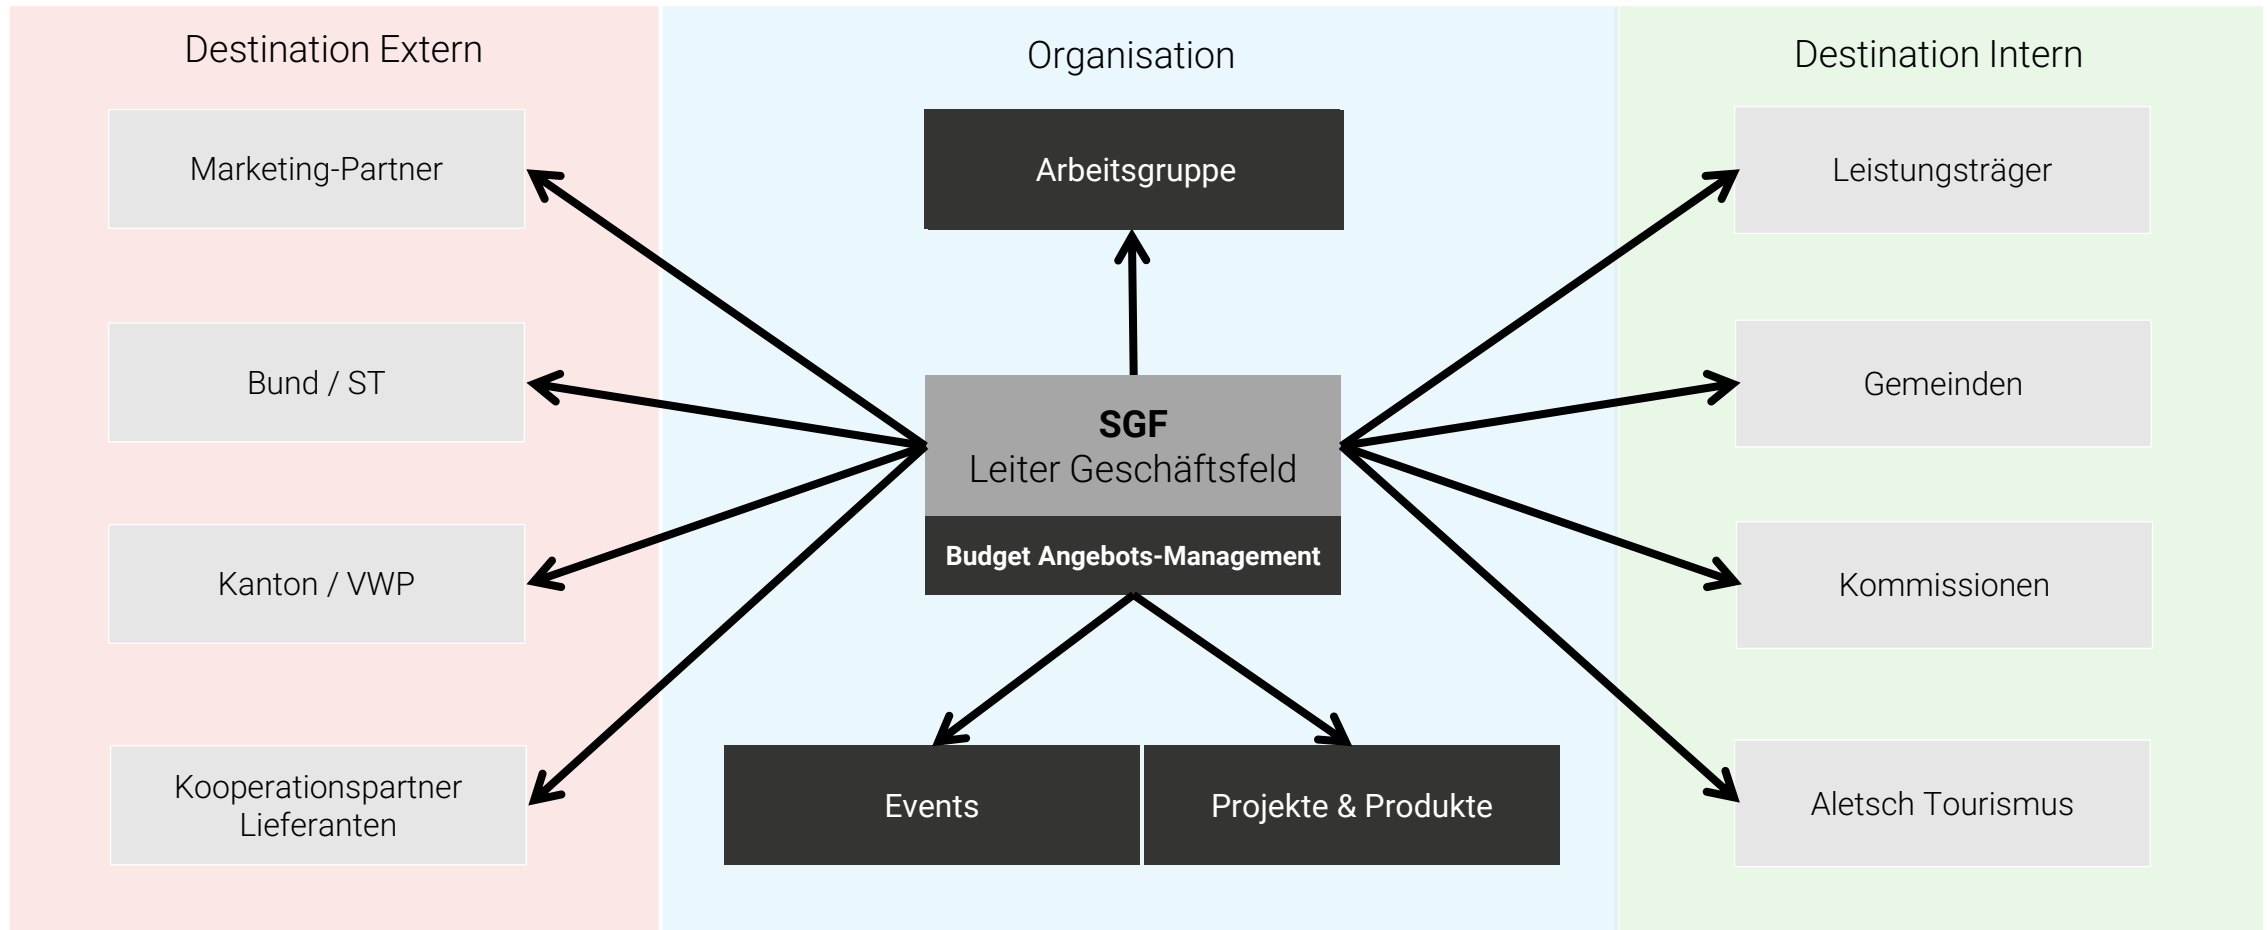 Destination Extern
Marketing-Partner
Bund / ST
Kanton / VWP
Kooperationspartner
Lieferanten
Organisation
Arbeitsgruppe
SGF
Leiter Geschäftsfeld
Budget Angebots-Management
Events
Projekte & Produkte
Destination Intern
Leistungsträger
Gemeinden
Kommissionen
Aletsch Tourismus